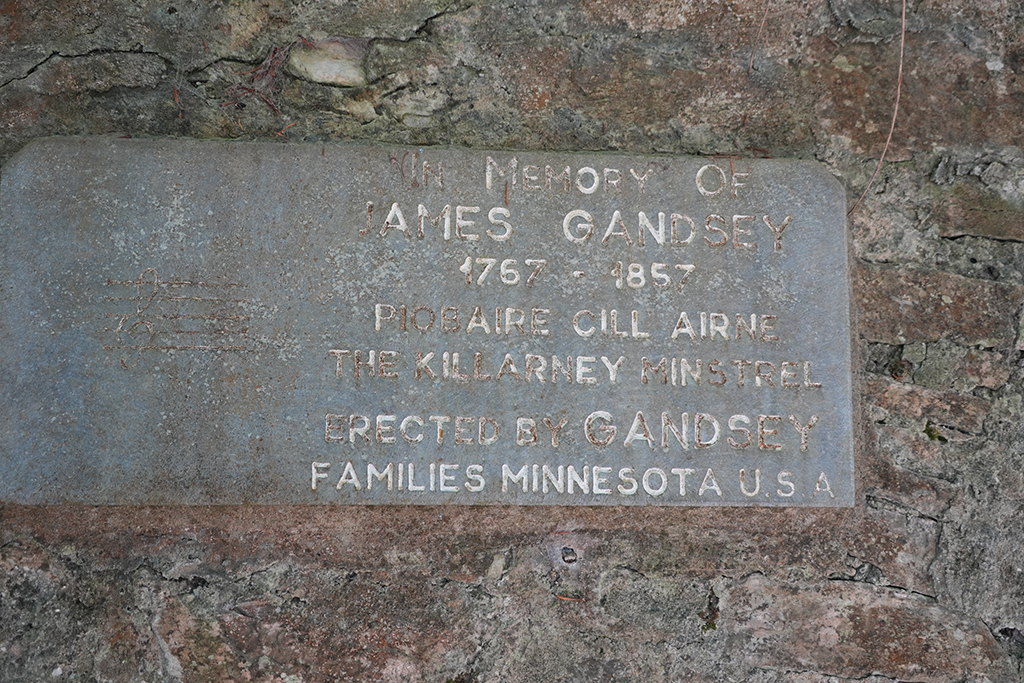 IN MEMORY OF
JAMES GANDSEY
1767 - 1857
PIOBAIRE CILL AIRNE
THE KILLARNEY MINSTREL
ERECTED BY GANDSEY
FAMILIES MINNESOTA U.S A